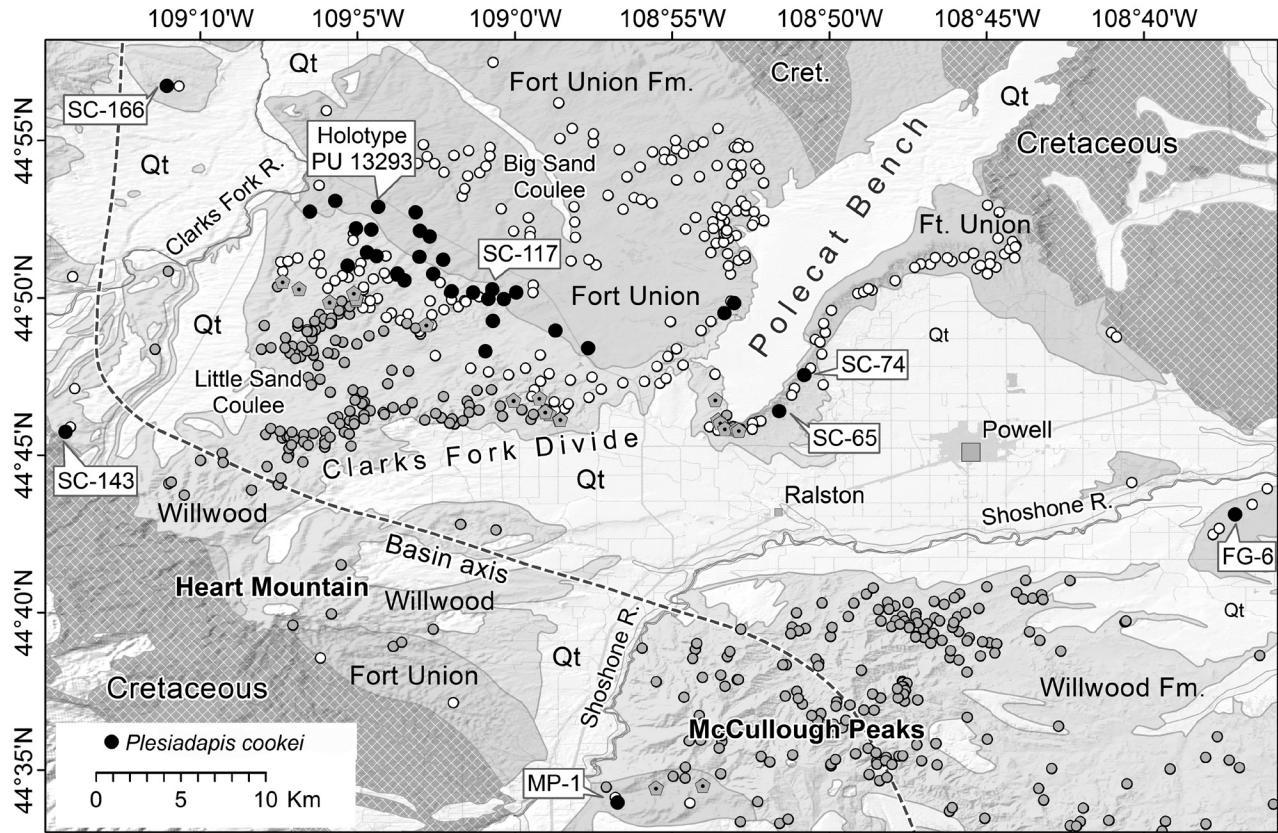 109°10'W 109°5'W 109°0'W 108°55'W 108°50'W 108°45'W 108°40'W
44°55'N
44°50'N
44°45'N
44°40'N
44°35'N
Qt
Fort Union Fm.
Cret.
Qt
SC-166
Holotype
PU 13293
Cretaceous
Qt
Big Sand
Coulee
Clarks Fork R.
Polecat Bench
Ft. Union
SC-117
Fort Union
Qt
Qt
SC-74
Little Sand
Coulee
SC-65
Powell
Clarks Fork Divide
SC-143
Qt
Ralston
Willwood
Shoshone R.
Basin axis
FG-6
Heart Mountain
Willwood
Qt
Shoshone R.
Qt
Fort Union
Cretaceous
Willwood Fm.
McCullough Peaks
Plesiadapis cookei
MP-1
0 5 10 Km